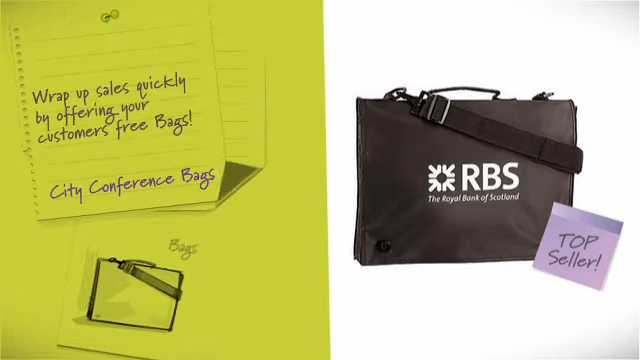 Wrap up sales quickly
by offering your
customers free Bags!
City Conference Bags
Bags
RBS
The Royal Bank of Scotland
TOP
Seller!